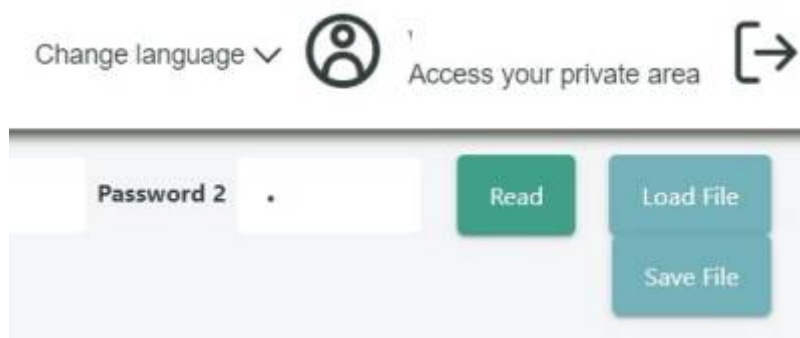 Change language
Access your private area
Password 2 .
Read
Load File
Save File